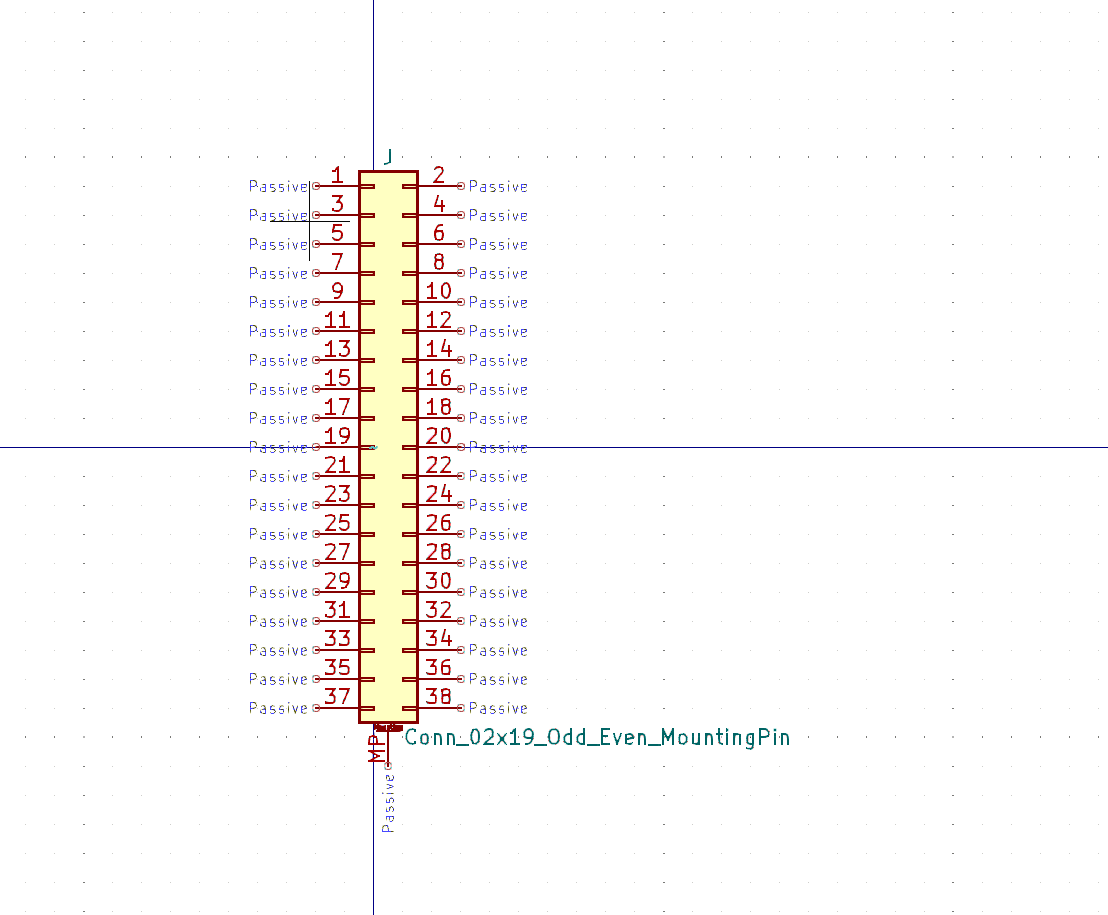 J
Passive 1 2 Passive
Passive 3 4 Passive
Passive 5 6 Passive
Passive 7 8 Passive
Passive 9 10 Passive
Passive 11 12 Passive
Passive 13 14 Passive
Passive 15 16 Passive
Passive 17 18 Passive
Passive 19 20 Passive
Passive 21 22 Passive
Passive 23 24 Passive
Passive 25 26 Passive
Passive 27 28 Passive
Passive 29 30 Passive
Passive 31 32 Passive
Passive 33 34 Passive
Passive 35 36 Passive
Passive 37 38 Passive
MP Conn_02x19_Odd_Even_MountingPin
Passive